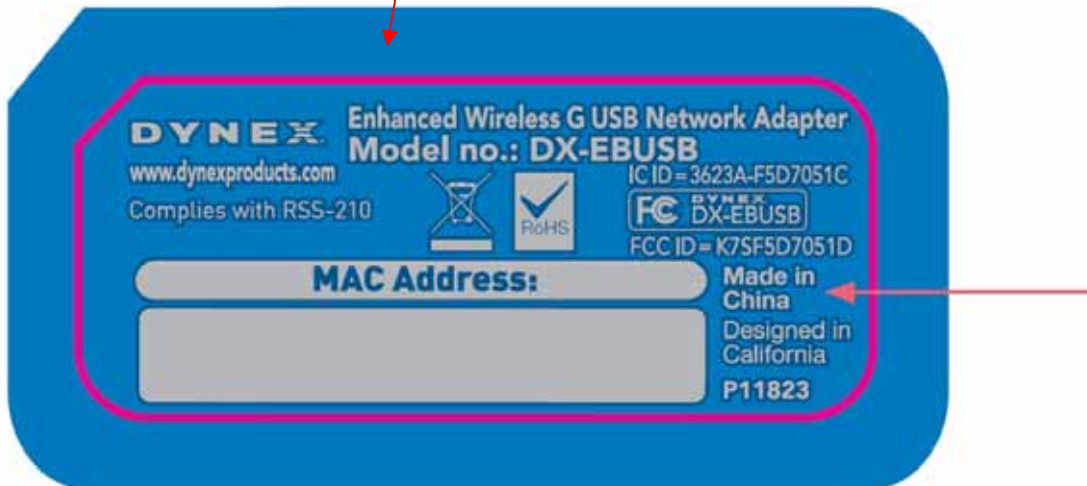 DYNEX
www.dynexproducts.com
Complies with RSS-210
Enhanced Wireless G USB Network Adapter
Model no.: DX-EBUSB
RoHS
IC ID = 3623A-F5D7051C
FC DYNEX
DX-EBUSB
FCC ID = K7SF5D7051D
MAC Address:
Made in
China
Designed in
California
P11823